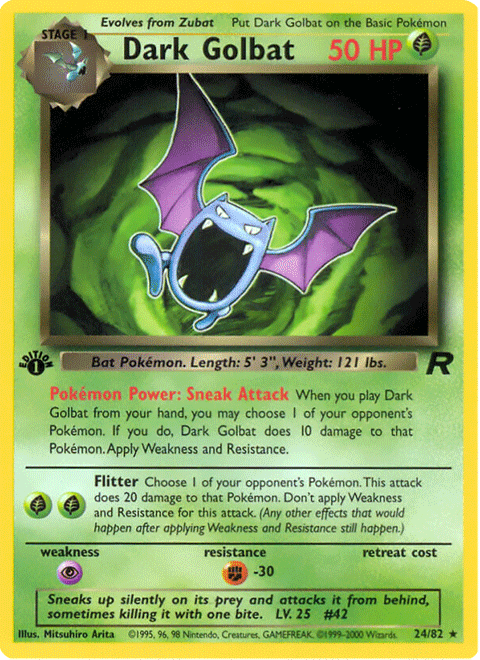 Evolves from Zubat Put Dark Golbat on the Basic Pokémon
STAGE 1
Dark Golbat 50 HP
Bat Pokémon. Length: 5' 3", Weight: 121 lbs.
EDITION
1
R
Pokémon Power: Sneak Attack When you play Dark
Golbat from your hand, you may choose 1 of your opponent's
Pokémon. If you do, Dark Golbat does 10 damage to that
Pokémon. Apply Weakness and Resistance.
Flitter Choose 1 of your opponent's Pokémon. This attack
does 20 damage to that Pokémon. Don't apply Weakness
and Resistance for this attack. (Any other effects that would
happen after applying Weakness and Resistance still happen.)
weakness resistance retreat cost
-30
Sneaks up silently on its prey and attacks it from behind,
sometimes killing it with one bite. LV. 25 #42
Illus. Mitsuhiro Arita ©1995, 96, 98 Nintendo, Creatures, GAMEFREAK. ©1999-2000 Wizards. 24/82 ★